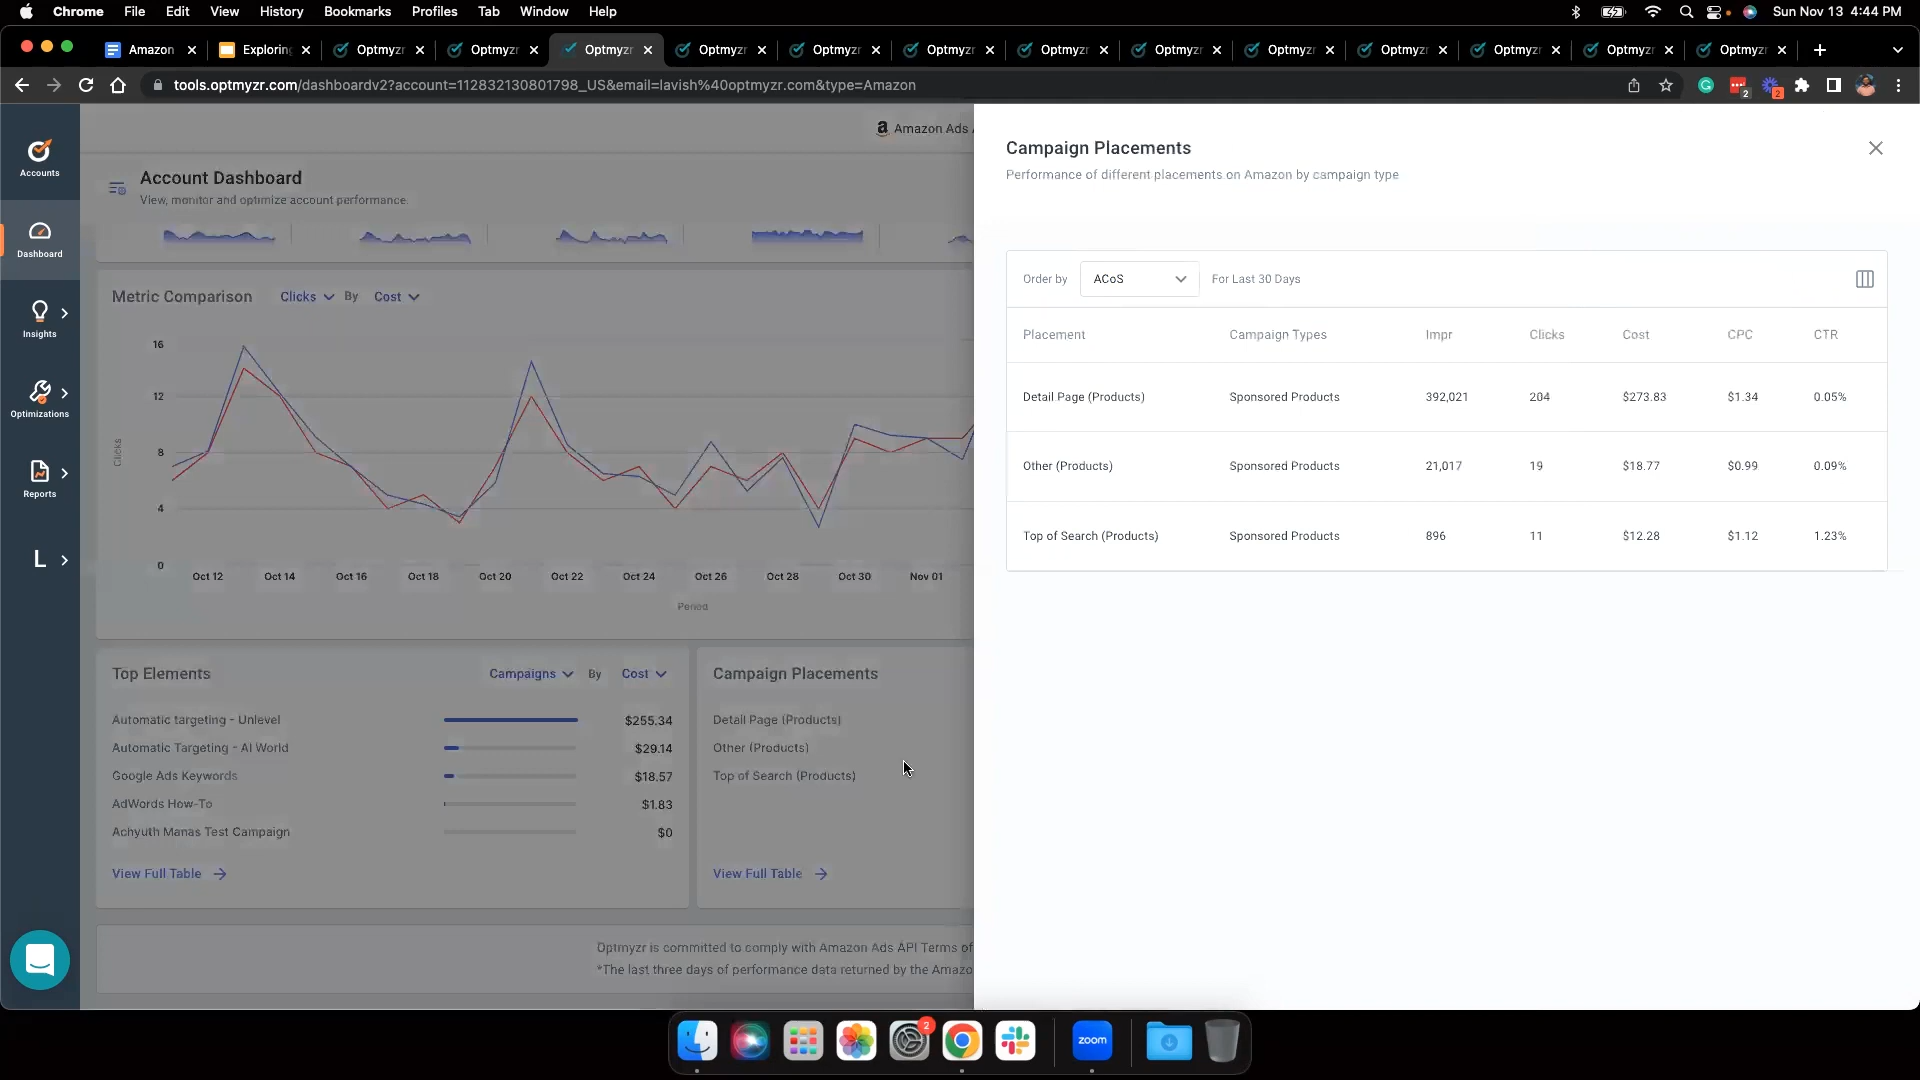 Chrome File Edit View History Bookmarks Profiles Tab Window Help Sun Nov 13 4:44 PM
Amazon Exploring Optmyzr Optmyzr Optmyzr Optmyzr Optmyzr Optmyzr Optmyzr Optmyzr Optmyzr Optmyzr Optmyzr Optmyzr Optmyzr
tools.optmyzr.com/dashboardv2?account=112832130801798_US&email=lavish%40optmyzr.com&type=Amazon 2 2
Accounts
Dashboard
Insights
Optimizations
Reports
L
Amazon Ads
Account Dashboard
View, monitor and optimize account performance.
Metric Comparison Clicks By Cost
Clicks
16
12
8
4
0
Oct 12 Oct 14 Oct 16 Oct 18 Oct 20 Oct 22 Oct 24 Oct 26 Oct 28 Oct 30 Nov 01
Period
Top Elements Campaigns By Cost
Automatic targeting - Unlevel $255.34
Automatic Targeting - AI World $29.14
Google Ads Keywords $18.57
AdWords How-To $1.83
Achyuth Manas Test Campaign $0
View Full Table
Campaign Placements
Detail Page (Products)
Other (Products)
Top of Search (Products)
View Full Table
Optmyzr is committed to comply with Amazon Ads API Terms of
*The last three days of performance data returned by the Amazo
Campaign Placements
Performance of different placements on Amazon by campaign type
Order by ACoS For Last 30 Days
Placement Campaign Types Impr Clicks Cost CPC CTR
Detail Page (Products) Sponsored Products 392,021 204 $273.83 $1.34 0.05%
Other (Products) Sponsored Products 21,017 19 $18.77 $0.99 0.09%
Top of Search (Products) Sponsored Products 896 11 $12.28 $1.12 1.23%
2
zoom